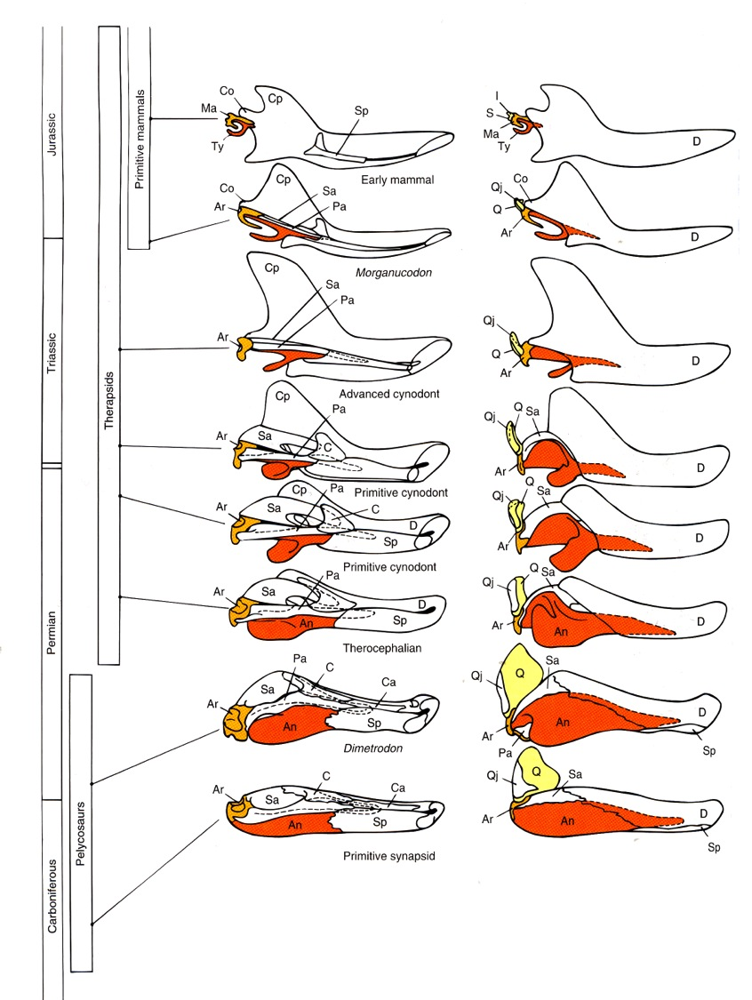 Jurassic
Triassic
Permian
Carboniferous
Primitive mammals
Therapsids
Pelycosaurs
Co
Cp
Ma
Ty
Sp
Early mammal
I
S
Ma
Ty
D
Co
Cp
Sa
Pa
Ar
Morganucodon
Qj
Co
Q
Ar
D
Cp
Sa
Pa
Ar
Advanced cynodont
Qj
Q
Ar
D
Cp
Pa
Ar
Sa
C
Primitive cynodont
Qj
Q
Sa
Ar
D
Cp
Pa
Sa
C
Ar
D
Sp
Primitive cynodont
Qj
Q
Sa
Ar
D
Pa
Ar
Sa
D
An
Sp
Therocephalian
Qj
Q
Sa
Ar
An
D
Pa
C
Sa
Ca
Ar
An
Sp
Dimetrodon
Qj
Q
Sa
Ar
An
D
Pa
Sp
Ar
C
Ca
Sa
An
Sp
Primitive synapsid
Qj
Q
Sa
Ar
An
D
Sp